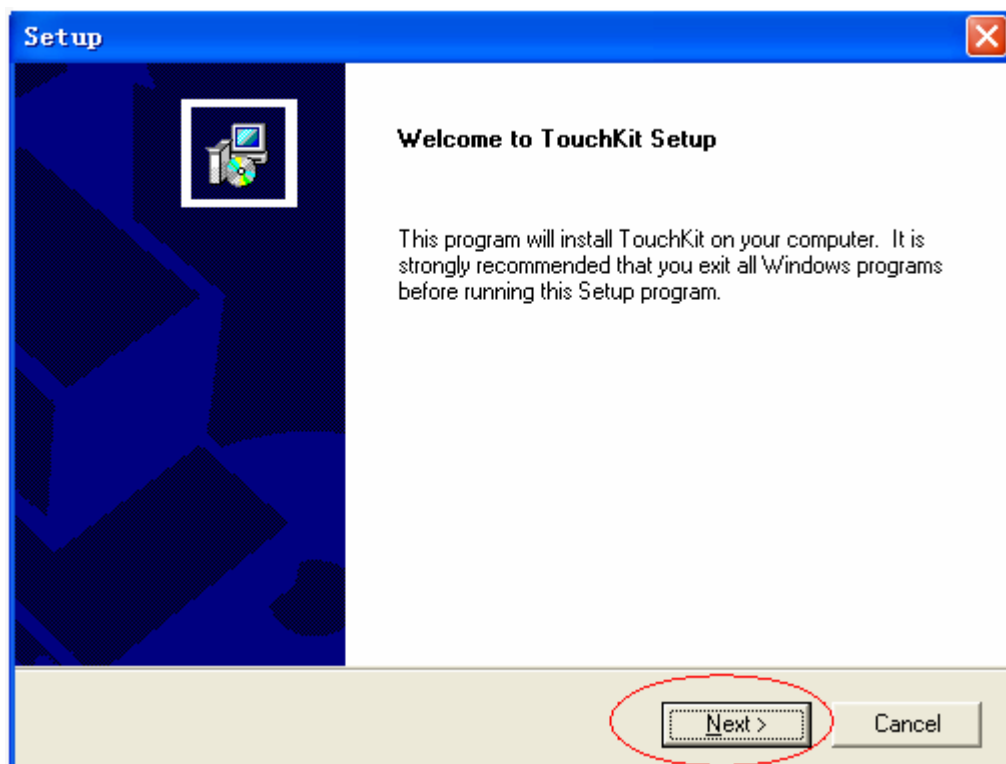 Setup
Welcome to TouchKit Setup
This program will install TouchKit on your computer.  It is
strongly recommended that you exit all Windows programs
before running this Setup program.
Next >
Cancel